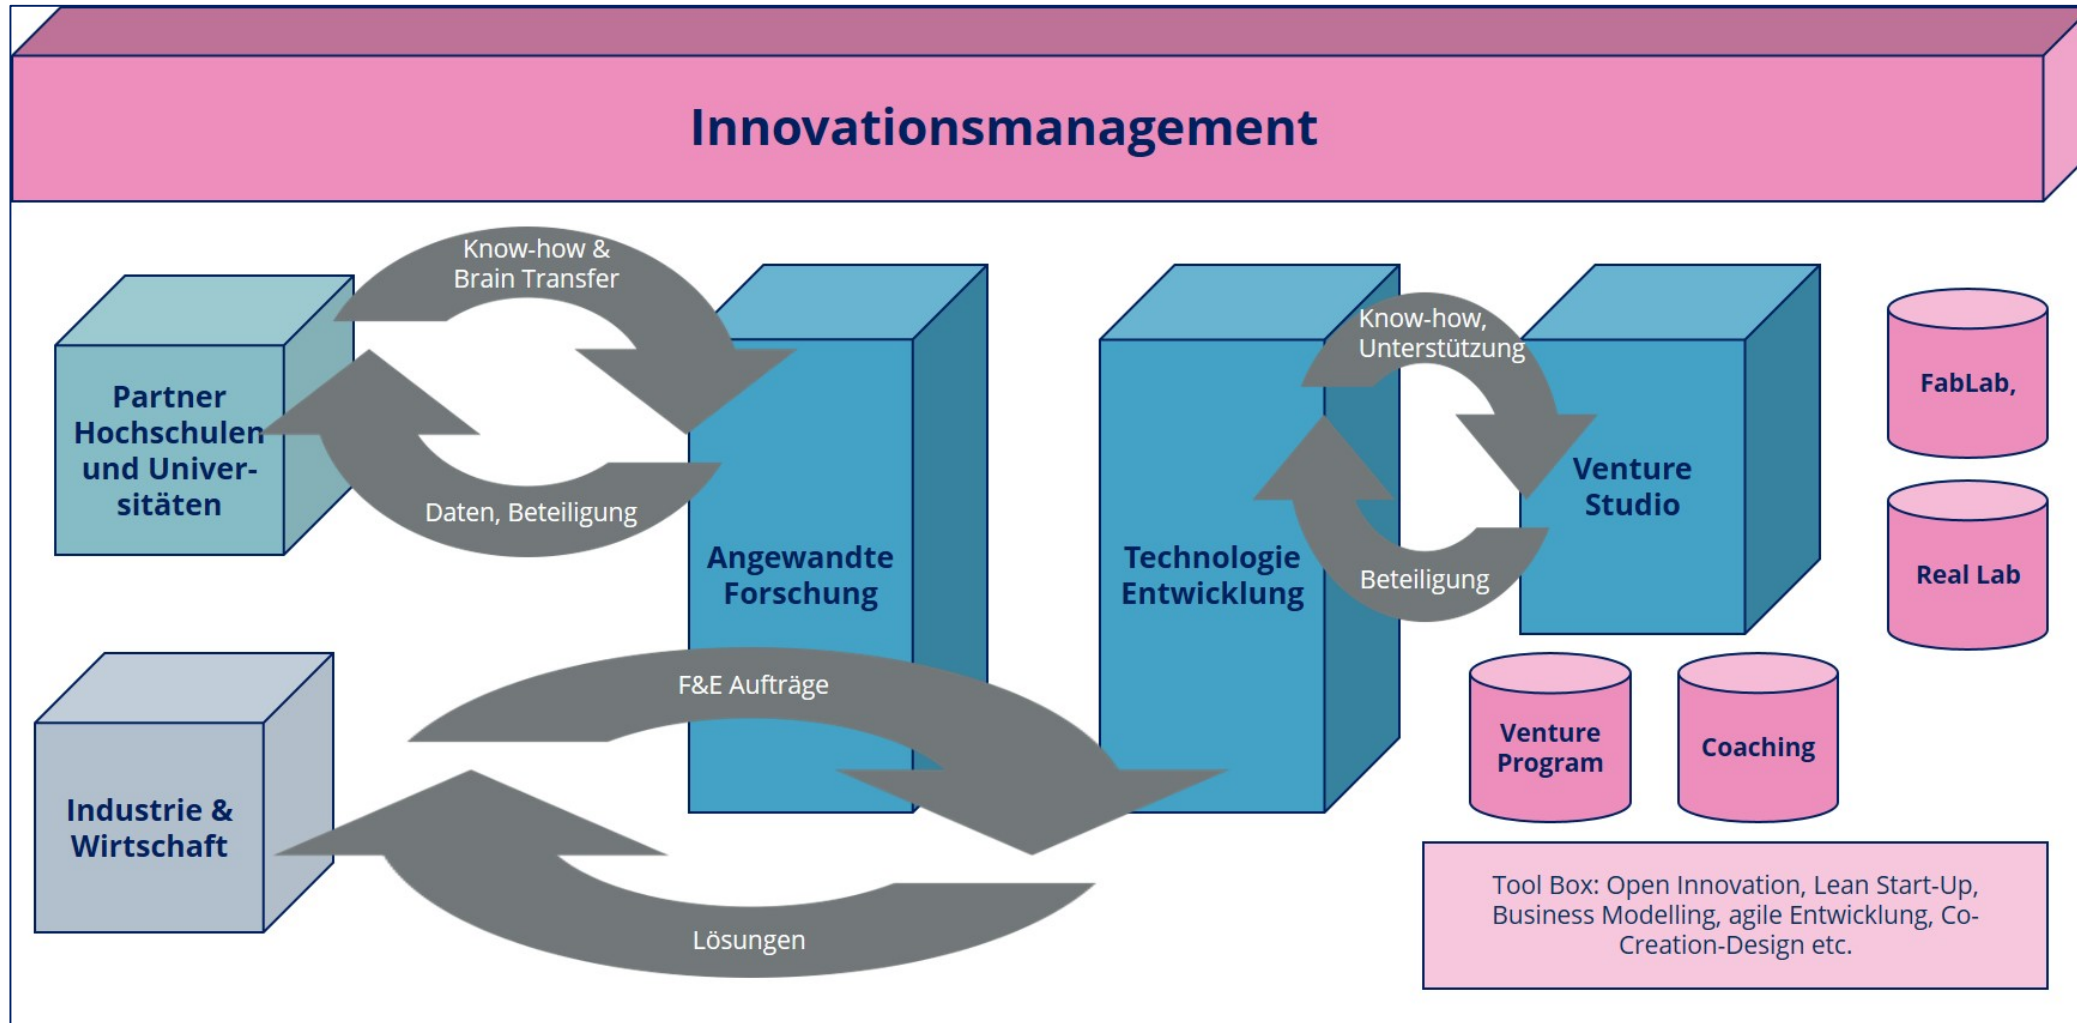 Innovationsmanagement
Know-how &
Brain Transfer
Partner
Hochschulen
und Univer-
sitäten
Daten, Beteiligung
Angewandte
Forschung
Technologie
Entwicklung
Know-how,
Unterstützung
Beteiligung
Venture
Studio
FabLab,
Real Lab
Industrie &
Wirtschaft
F&E Aufträge
Lösungen
Venture
Program
Coaching
Tool Box: Open Innovation, Lean Start-Up,
Business Modelling, agile Entwicklung, Co-
Creation-Design etc.